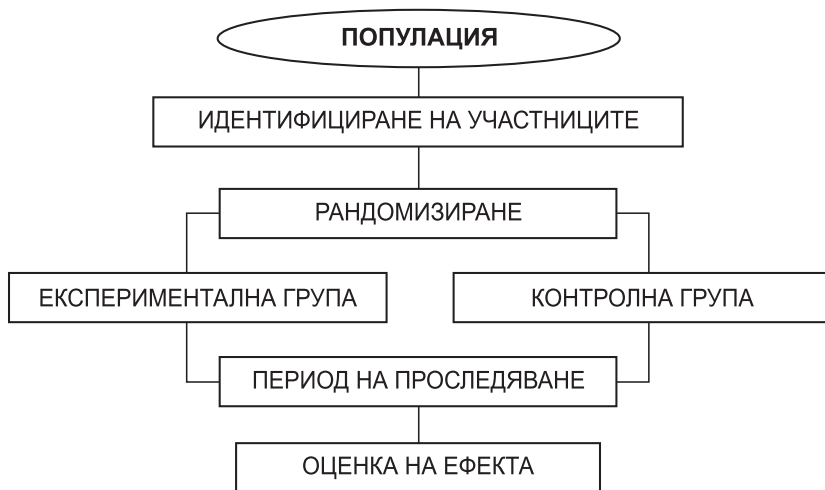 ПОПУЛАЦИЯ
ИДЕНТИФИЦИРАНЕ НА УЧАСТНИЦИТЕ
РАНДОМИЗИРАНЕ
ЕКСПЕРИМЕНТАЛНА ГРУПА
КОНТРОЛНА ГРУПА
ПЕРИОД НА ПРОСЛЕДЯВАНЕ
ОЦЕНКА НА ЕФЕКТА